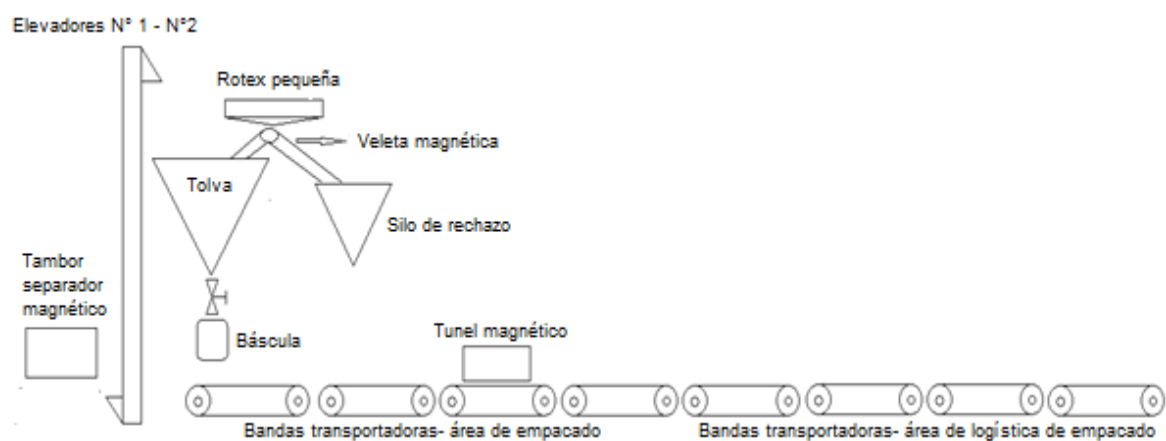 Elevadores N° 1 - N°2
Rotex pequeña
Veleta magnética
Tolva
Silo de rechazo
Tambor
separador
magnético
Báscula
Tunel magnético
Bandas transportadoras- área de empacado
Bandas transportadoras- área de logística de empacado